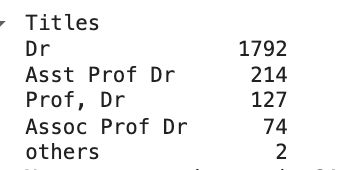 Titles
Dr 1792
Asst Prof Dr 214
Prof, Dr 127
Assoc Prof Dr 74
others 2